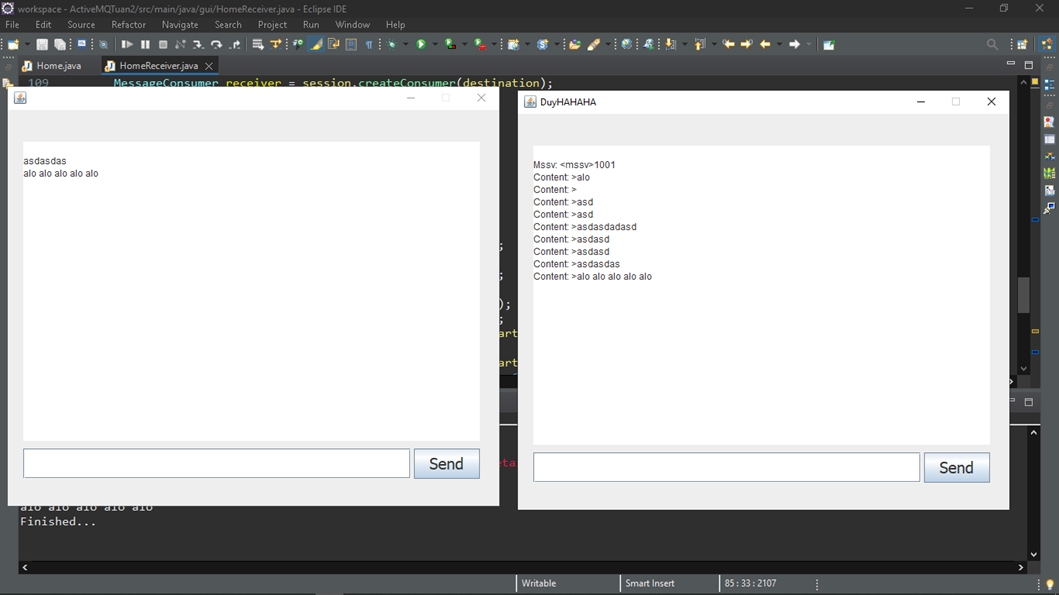 workspace - ActiveMQTuan2/src/main/java/gui/HomeReceiver.java - Eclipse IDE
File Edit Source Refactor Navigate Search Project Run Window Help
Home.java HomeReceiver.java
109 MessageConsumer receiver = session.createConsumer(destination);
asdasdas
alo alo alo alo alo
Send
DuyHAHAHA
Mssv: <mssv>1001
Content: >alo
Content: >
Content: >asd
Content: >asd
Content: >asdasdadasd
Content: >asdasd
Content: >asdasd
Content: >asdasdas
Content: >alo alo alo alo alo
Send
;
;
);
;
art
art
eta
alo alo alo alo alo
Finished...
Writable Smart Insert 85 : 33 : 2107